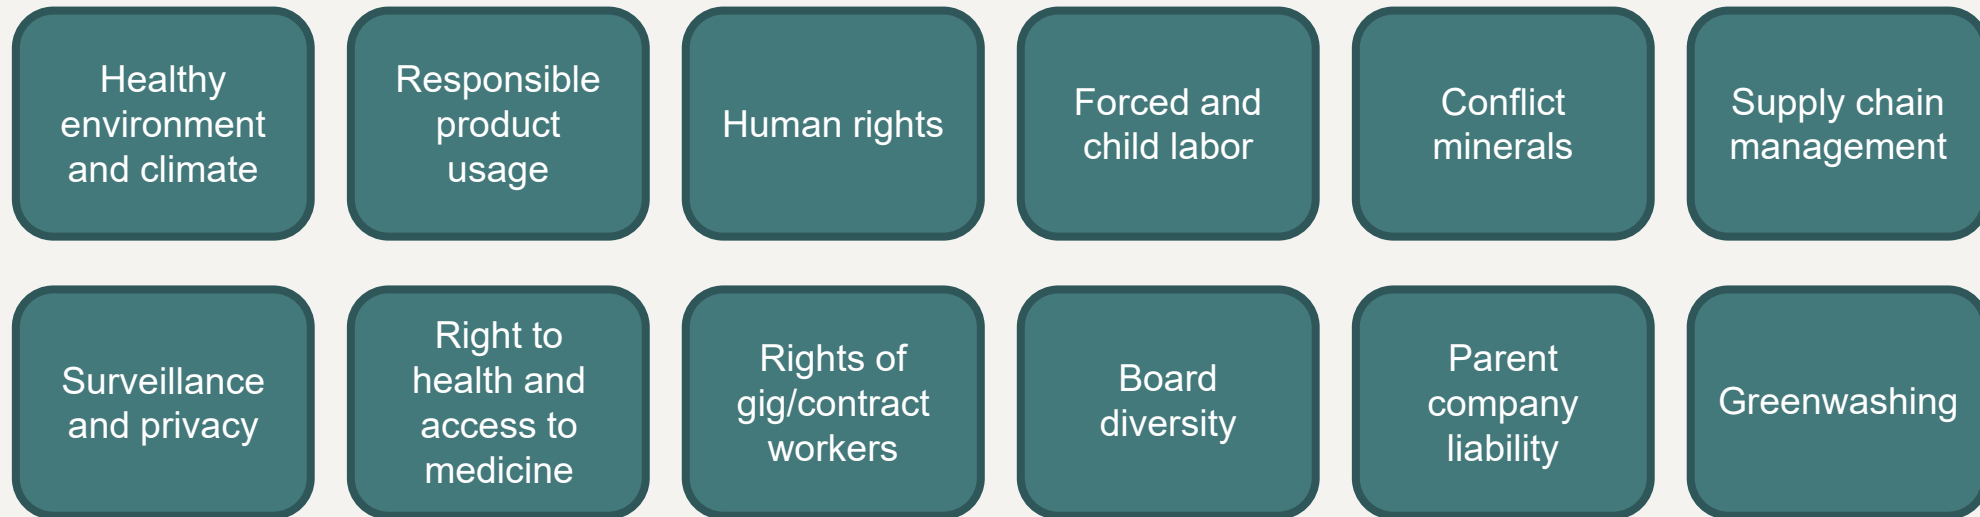 Healthy
environment
and climate
Responsible
product
usage
Human rights
Forced and
child labor
Conflict
minerals
Supply chain
management
Surveillance
and privacy
Right to
health and
access to
medicine
Rights of
gig/contract
workers
Board
diversity
Parent
company
liability
Greenwashing